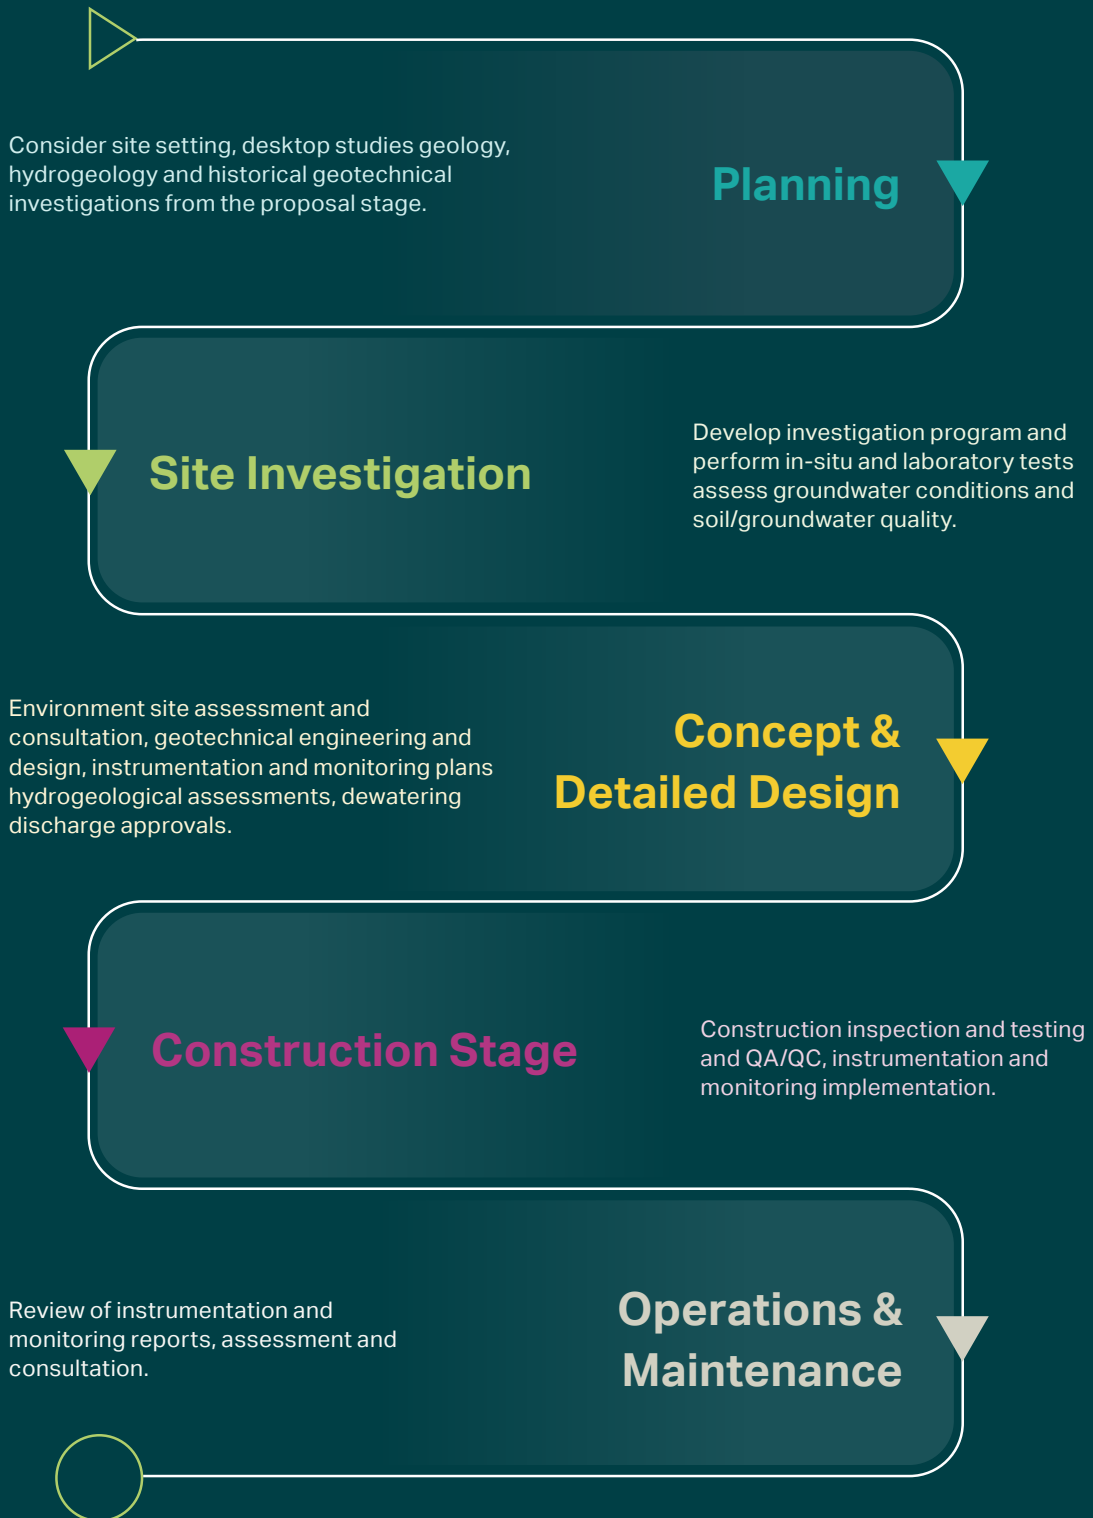 Consider site setting, desktop studies geology,
hydrogeology and historical geotechnical
investigations from the proposal stage.
Planning
Site Investigation
Develop investigation program and
perform in-situ and laboratory tests
assess groundwater conditions and
soil/groundwater quality.
Environment site assessment and
consultation, geotechnical engineering and
design, instrumentation and monitoring plans
hydrogeological assessments, dewatering
discharge approvals.
Concept &
Detailed Design
Construction Stage
Construction inspection and testing
and QA/QC, instrumentation and
monitoring implementation.
Review of instrumentation and
monitoring reports, assessment and
consultation.
Operations &
Maintenance